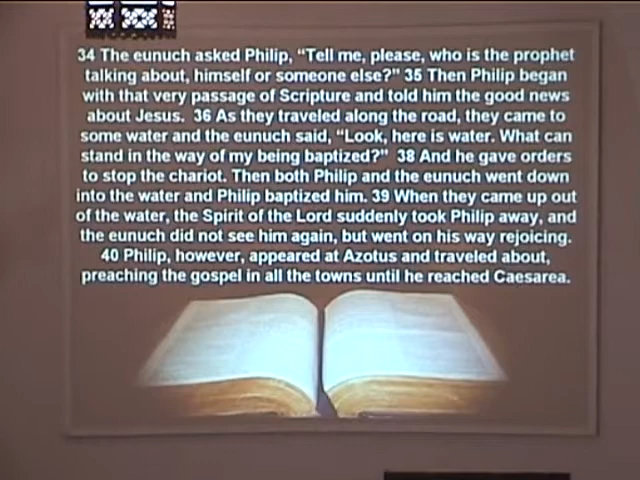 34 The eunuch asked Philip, “Tell me, please, who is the prophet
talking about, himself or someone else?” 35 Then Philip began
with that very passage of Scripture and told him the good news
about Jesus. 36 As they traveled along the road, they came to
some water and the eunuch said, “Look, here is water. What can
stand in the way of my being baptized?” 38 And he gave orders
to stop the chariot. Then both Philip and the eunuch went down
into the water and Philip baptized him. 39 When they came up out
of the water, the Spirit of the Lord suddenly took Philip away, and
the eunuch did not see him again, but went on his way rejoicing.
40 Philip, however, appeared at Azotus and traveled about,
preaching the gospel in all the towns until he reached Caesarea.